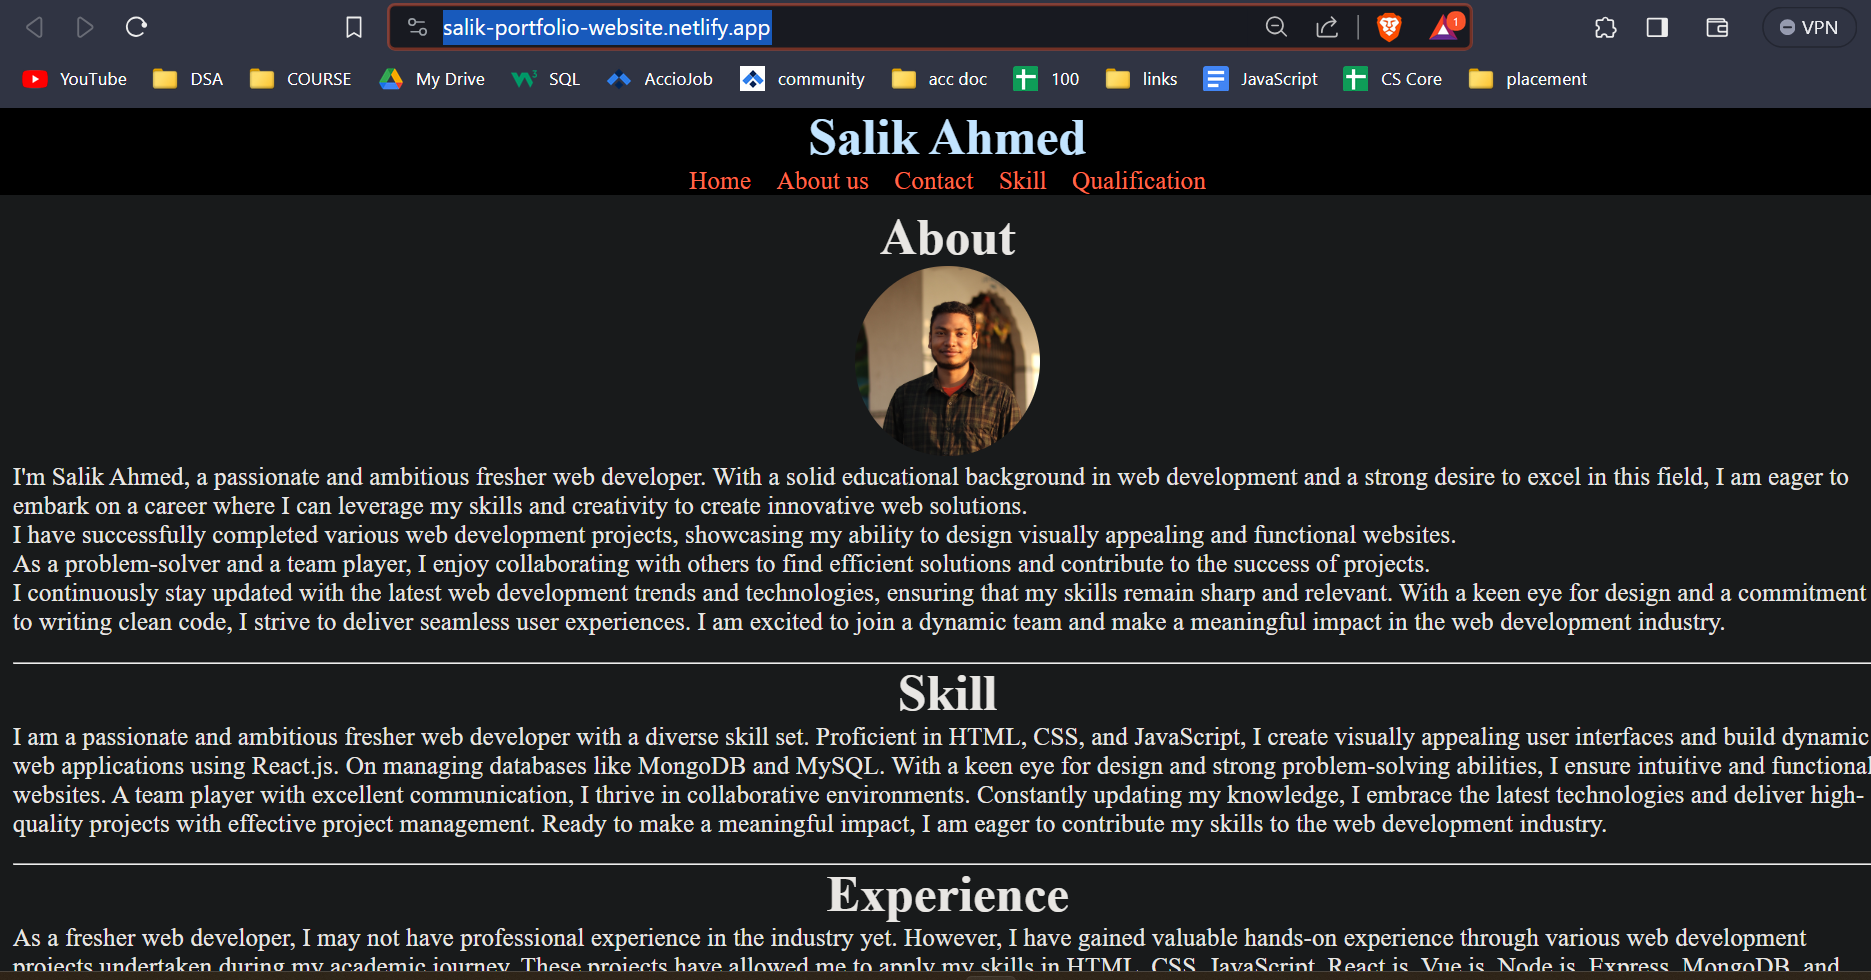 salik-portfolio-website.netlify.app
1
VPN
YouTube
DSA
COURSE
My Drive
SQL
AccioJob
community
acc doc
100
links
JavaScript
CS Core
placement
Salik Ahmed
Home About us Contact Skill Qualification
About
I'm Salik Ahmed, a passionate and ambitious fresher web developer. With a solid educational background in web development and a strong desire to excel in this field, I am eager to
embark on a career where I can leverage my skills and creativity to create innovative web solutions.
I have successfully completed various web development projects, showcasing my ability to design visually appealing and functional websites.
As a problem-solver and a team player, I enjoy collaborating with others to find efficient solutions and contribute to the success of projects.
I continuously stay updated with the latest web development trends and technologies, ensuring that my skills remain sharp and relevant. With a keen eye for design and a commitment
to writing clean code, I strive to deliver seamless user experiences. I am excited to join a dynamic team and make a meaningful impact in the web development industry.
Skill
I am a passionate and ambitious fresher web developer with a diverse skill set. Proficient in HTML, CSS, and JavaScript, I create visually appealing user interfaces and build dynamic
web applications using React.js. On managing databases like MongoDB and MySQL. With a keen eye for design and strong problem-solving abilities, I ensure intuitive and functional
websites. A team player with excellent communication, I thrive in collaborative environments. Constantly updating my knowledge, I embrace the latest technologies and deliver high-
quality projects with effective project management. Ready to make a meaningful impact, I am eager to contribute my skills to the web development industry.
Experience
As a fresher web developer, I may not have professional experience in the industry yet. However, I have gained valuable hands-on experience through various web development
projects undertaken during my academic journey. These projects have allowed me to apply my skills in HTML, CSS, JavaScript, React.js, Vue.js, Node.js, Express, MongoDB, and